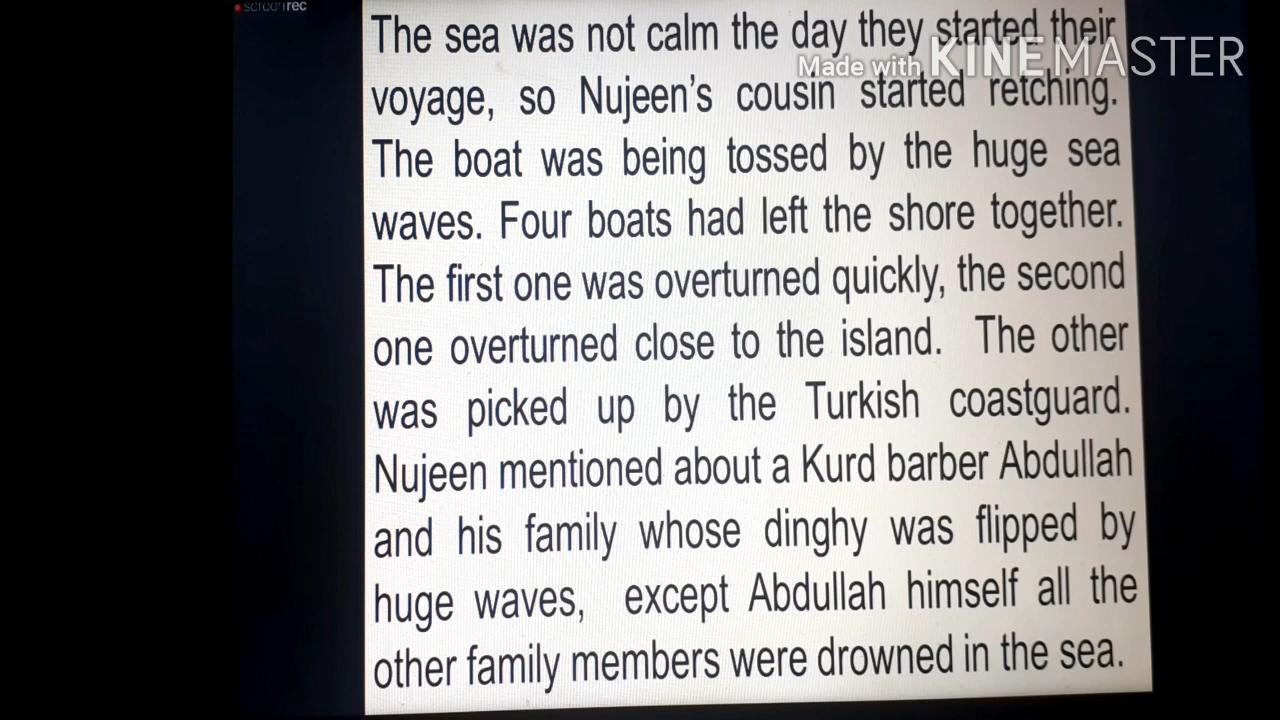 screenrec
The sea was not calm the day they started their
Made with KINEMASTER
voyage, so Nujeen's cousin started retching.
The boat was being tossed by the huge sea
waves. Four boats had left the shore together.
The first one was overturned quickly, the second
one overturned close to the island. The other
was picked up by the Turkish coastguard.
Nujeen mentioned about a Kurd barber Abdullah
and his family whose dinghy was flipped by
huge waves, except Abdullah himself all the
other family members were drowned in the sea.